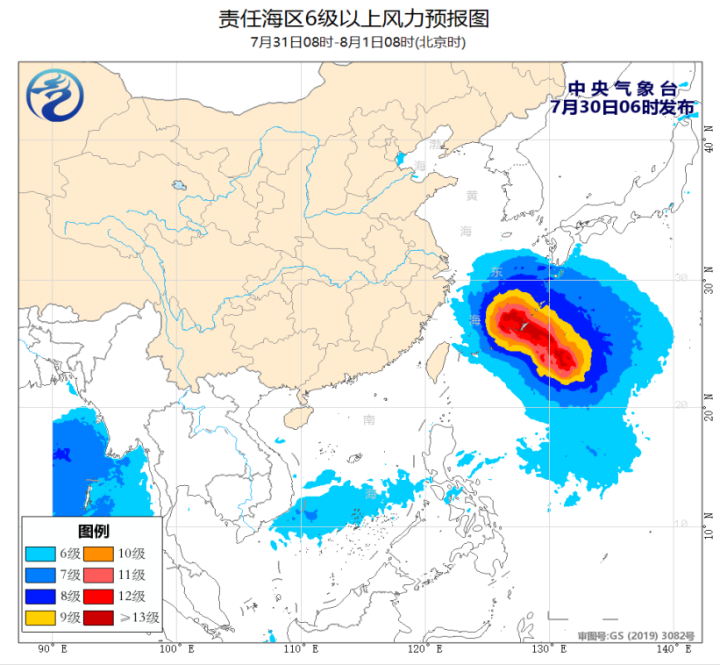 责任海区6级以上风力预报图
7月31日08时-8月1日08时(北京时)
中央气象台
7月30日06时发布
渤
海
黄
海
东
海
南
海
40°N
30°N
20°N
10°N
30
20
10
图例
6级
10级
7级
11级
8级
12级
9级
≥13级
审图号:GS (2019) 3082号
90° E
100° E
110° E
120° E
130° E
140° E